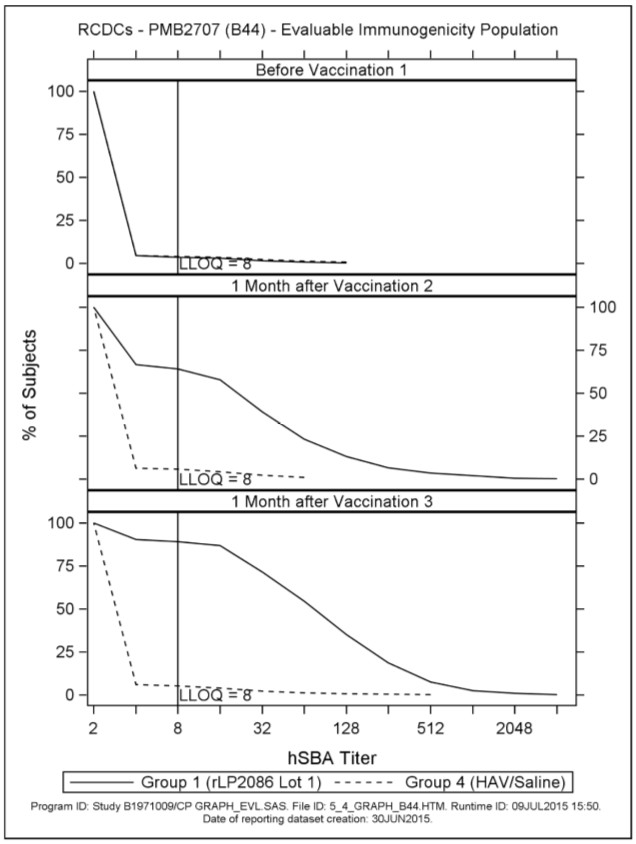 RCDCs - PMB2707 (B44) - Evaluable Immunogenicity Population
Before Vaccination 1
100
75
50
25
0
LLOQ = 8
1 Month after Vaccination 2
100
75
50
25
0
LLOQ = 8
% of Subjects
1 Month after Vaccination 3
100
75
50
25
0
LLOQ = 8
2 8 32 128 512 2048
hSBA Titer
Group 1 (rLP2086 Lot 1) Group 4 (HAV/Saline)
Program ID: Study B1971009/CP GRAPH_EVL.SAS. File ID: 5_4_GRAPH_B44.HTM. Runtime ID: 09JUL2015 15:50.
Date of reporting dataset creation: 30JUN2015.